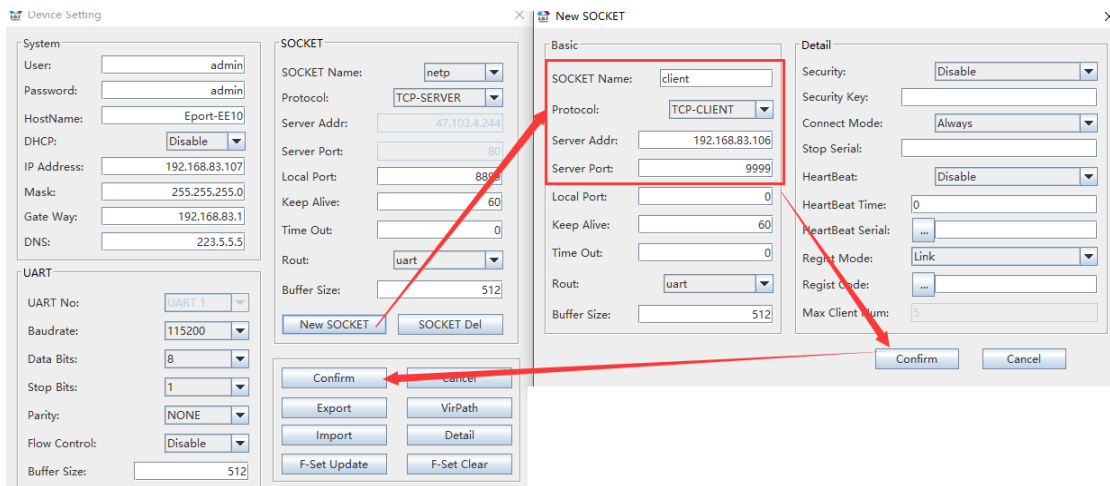 Device Setting
System
User: admin
Password: admin
HostName: Eport-EE10
DHCP: Disable
IP Address: 192.168.83.107
Mask: 255.255.255.0
Gate Way: 192.168.83.1
DNS: 223.5.5.5
UART
UART No: UART 1
Baudrate: 115200
Data Bits: 8
Stop Bits: 1
Parity: NONE
Flow Control: Disable
Buffer Size: 512
SOCKET
SOCKET Name: netp
Protocol: TCP-SERVER
Server Addr: 47.103.4.244
Server Port: 80
Local Port: 8899
Keep Alive: 60
Time Out: 0
Rout: uart
Buffer Size: 512
New SOCKET SOCKET Del
Confirm Cancel
Export VirPath
Import Detail
F-Set Update F-Set Clear
New SOCKET
Basic
SOCKET Name: client
Protocol: TCP-CLIENT
Server Addr: 192.168.83.106
Server Port: 9999
Local Port: 0
Keep Alive: 60
Time Out: 0
Rout: uart
Buffer Size: 512
Detail
Security: Disable
Security Key:
Connect Mode: Always
Stop Serial:
HeartBeat: Disable
HeartBeat Time: 0
HeartBeat Serial: ...
Regist Mode: Link
Regist Code: ...
Max Client Num: 5
Confirm Cancel